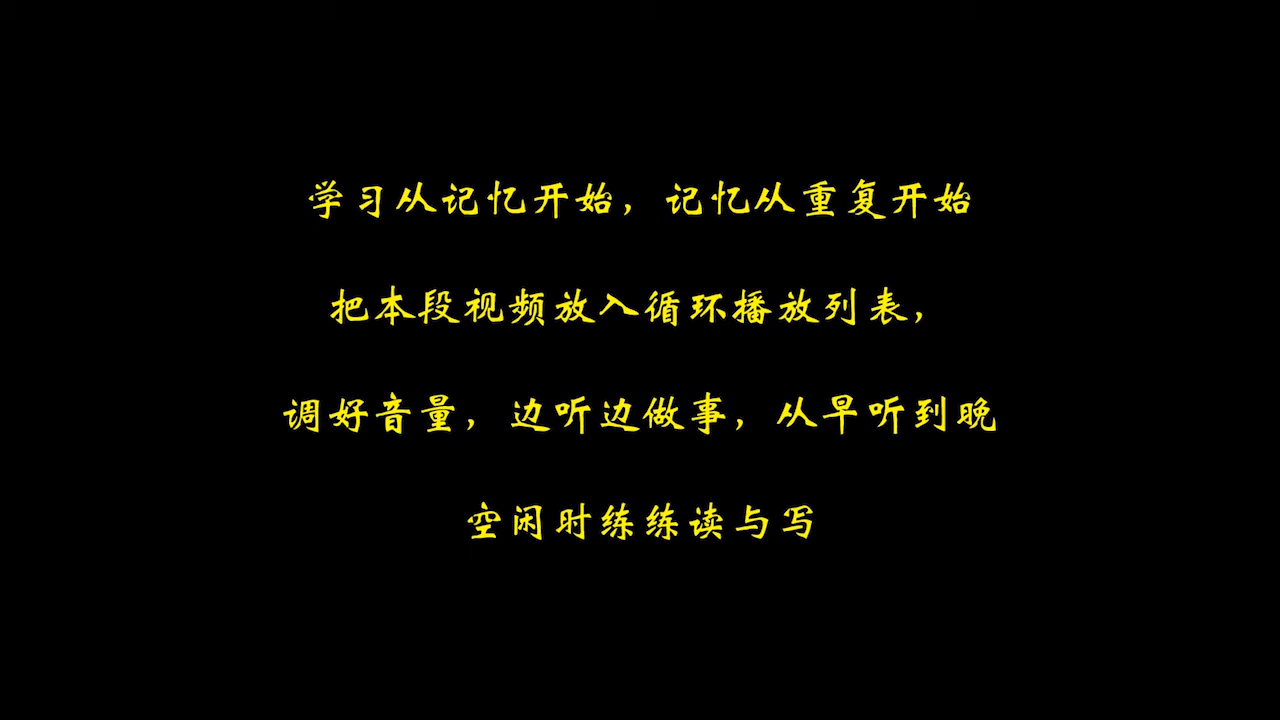 学习从记忆开始，记忆从重复开始
把本段视频放入循环播放列表，
调好音量，边听边做事，从早听到晚
空闲时练练读与写